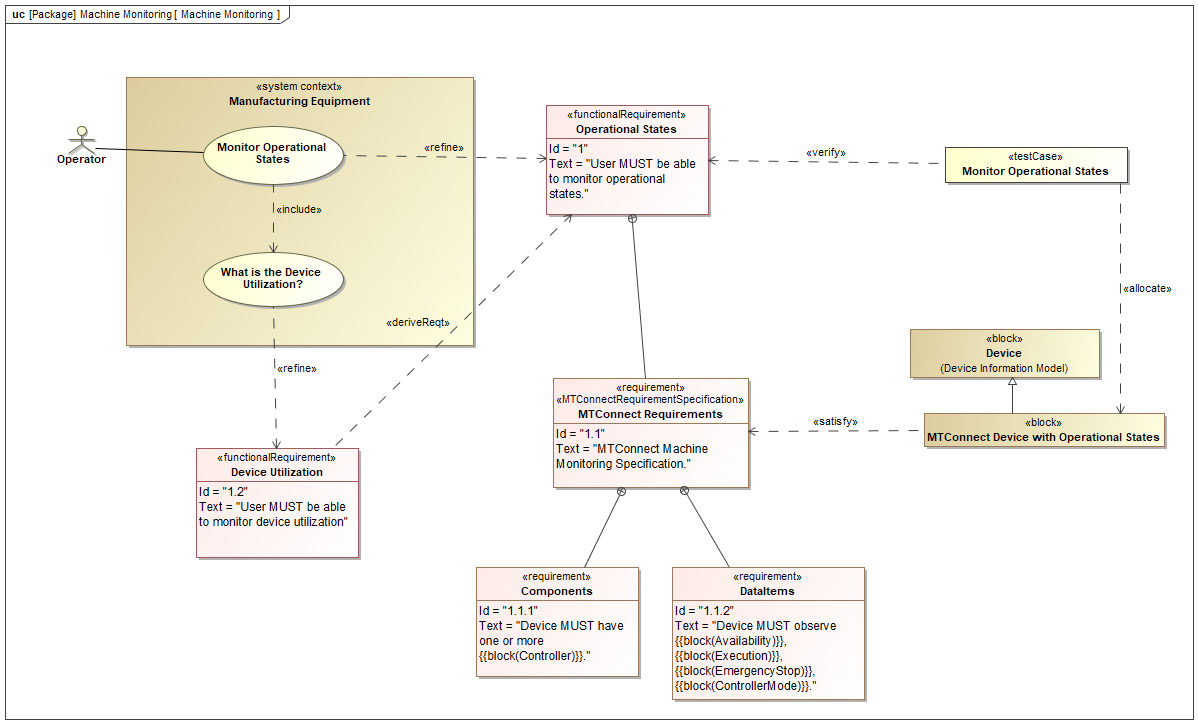 uc [Package] Machine Monitoring [ Machine Monitoring ]
«system context»
Manufacturing Equipment
Operator
Monitor Operational
States
«include»
What is the Device
Utilization?
«refine»
«refine»
«deriveReqt»
«functionalRequirement»
Operational States
Id = "1"
Text = "User MUST be able
to monitor operational
states."
«verify»
«testCase»
Monitor Operational States
«allocate»
«block»
Device
(Device Information Model)
«block»
MTConnect Device with Operational States
«satisfy»
«requirement»
«MTConnectRequirementSpecification»
MTConnect Requirements
Id = "1.1"
Text = "MTConnect Machine
Monitoring Specification."
«functionalRequirement»
Device Utilization
Id = "1.2"
Text = "User MUST be able
to monitor device utilization"
«requirement»
Components
Id = "1.1.1"
Text = "Device MUST have
one or more
{{block(Controller)}}."
«requirement»
DataItems
Id = "1.1.2"
Text = "Device MUST observe
{{block(Availability)}},
{{block(Execution)}},
{{block(EmergencyStop)}},
{{block(ControllerMode)}}."